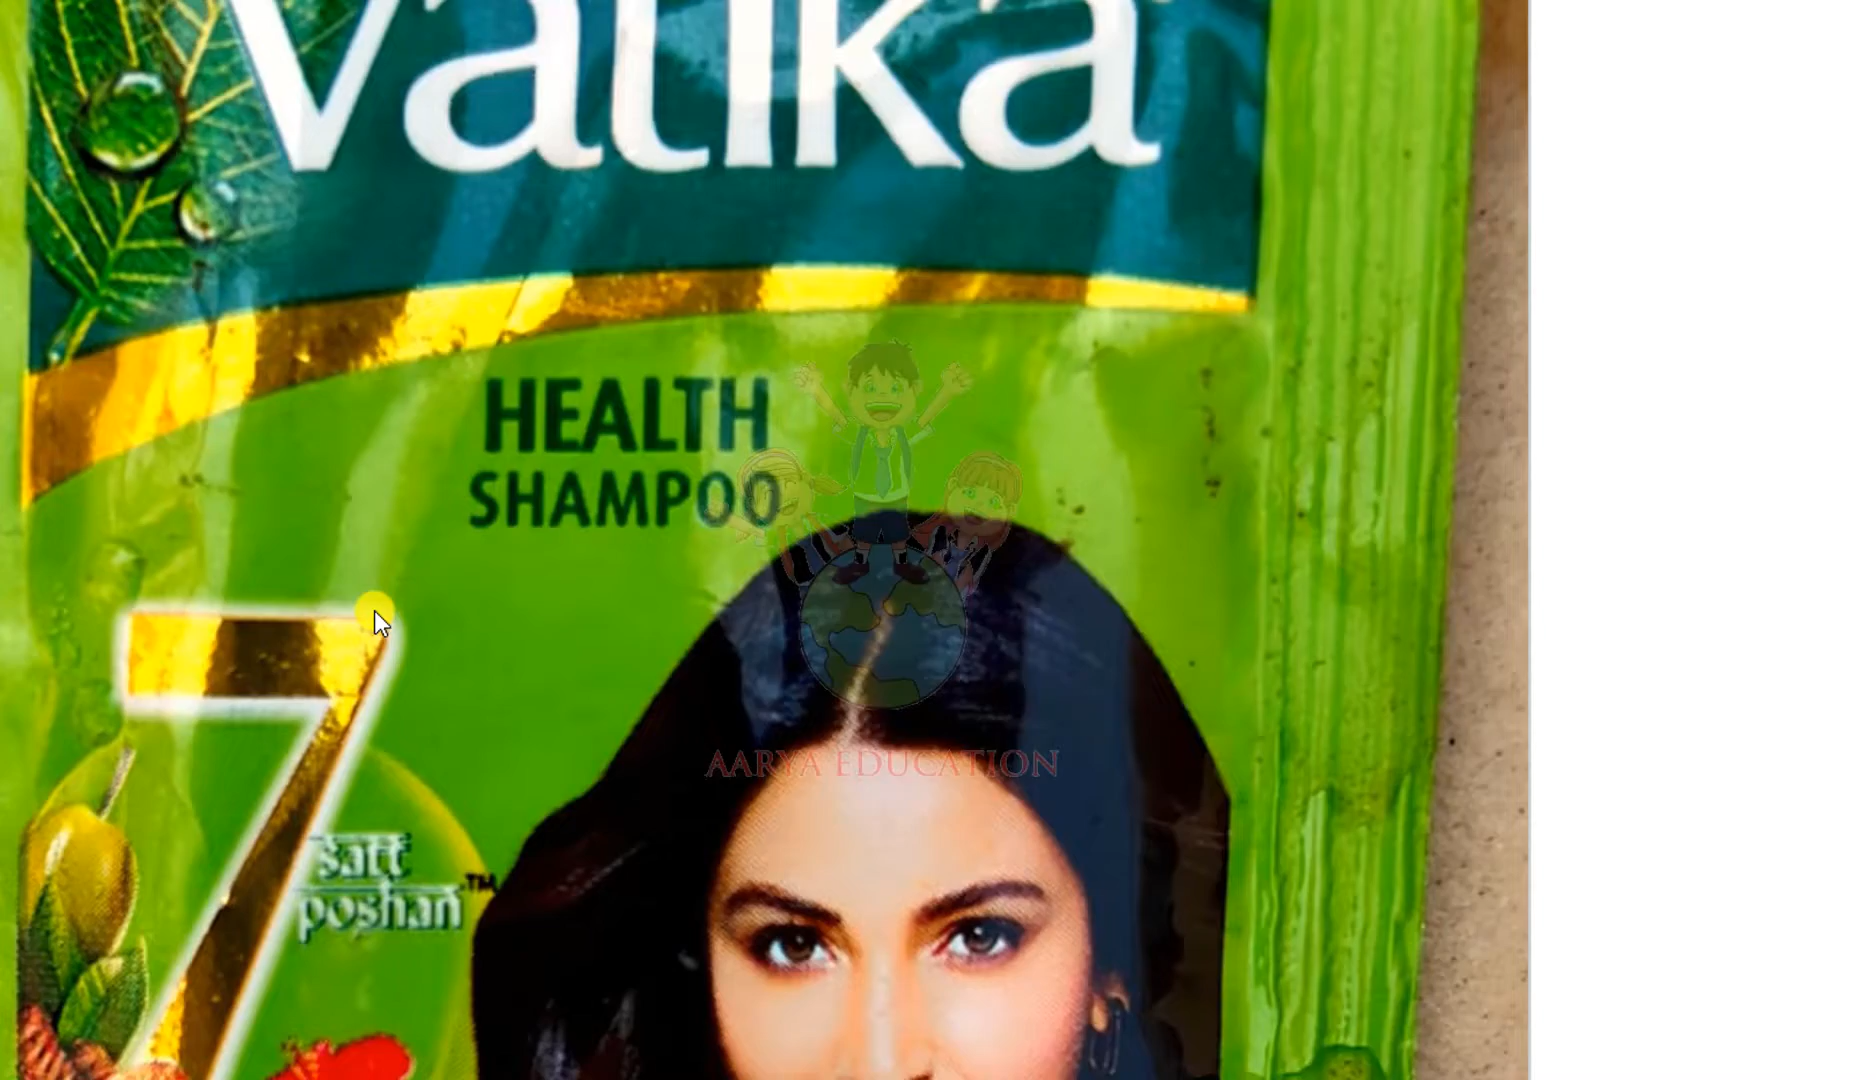 Vatika
HEALTH
SHAMPOO
7
satt
poshan™
AARYA EDUCATION